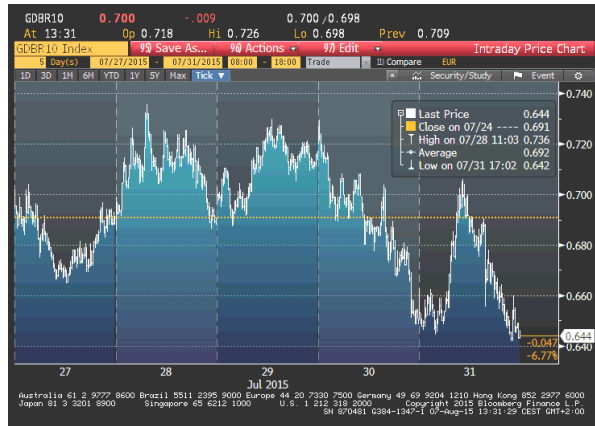 GDBR10 0.700 -.009 0.700/0.698
At 13:31 Op 0.718 Hi 0.726 Lo 0.698 Prev 0.709
GDBR10 Index 95) Save As... 96) Actions 97) Edit Intraday Price Chart
5 Day(s) 07/27/2015 - 07/31/2015 08:00 - 18:00 Trade 11) Compare EUR
1D 3D 1M 6M YTD 1Y 5Y Max Tick ▼ Security/Study Event
0.740
Last Price 0.644
Close on 07/24 ---- 0.691
High on 07/28 11:03 0.736
Average 0.692
Low on 07/31 17:02 0.642
0.720
0.700
0.680
0.660
0.644
-0.047
0.640
-6.77%
27 28 29 30 31
Jul 2015
Australia 61 2 9777 8600 Brazil 5511 2395 9000 Europe 44 20 7330 7500 Germany 49 69 9204 1210 Hong Kong 852 2977 6000
Japan 81 3 3201 8900 Singapore 65 6212 1000 U.S. 1 212 318 2000 Copyright 2015 Bloomberg Finance L.P.
SN 870481 G384-1347-1 07-Aug-15 13:31:29 CEST GMT+2:00